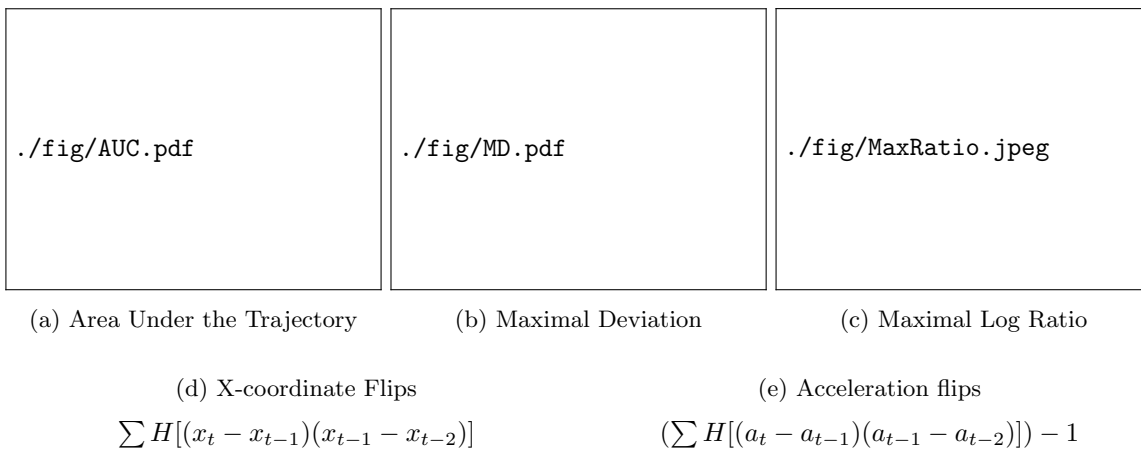 ./fig/AUC.pdf
./fig/MD.pdf
./fig/MaxRatio.jpeg
(a) Area Under the Trajectory
(b) Maximal Deviation
(c) Maximal Log Ratio
(d) X-coordinate Flips
(e) Acceleration flips
∑ H[(x_t − x_{t−1})(x_{t−1} − x_{t−2})]
(∑ H[(a_t − a_{t−1})(a_{t−1} − a_{t−2})]) − 1